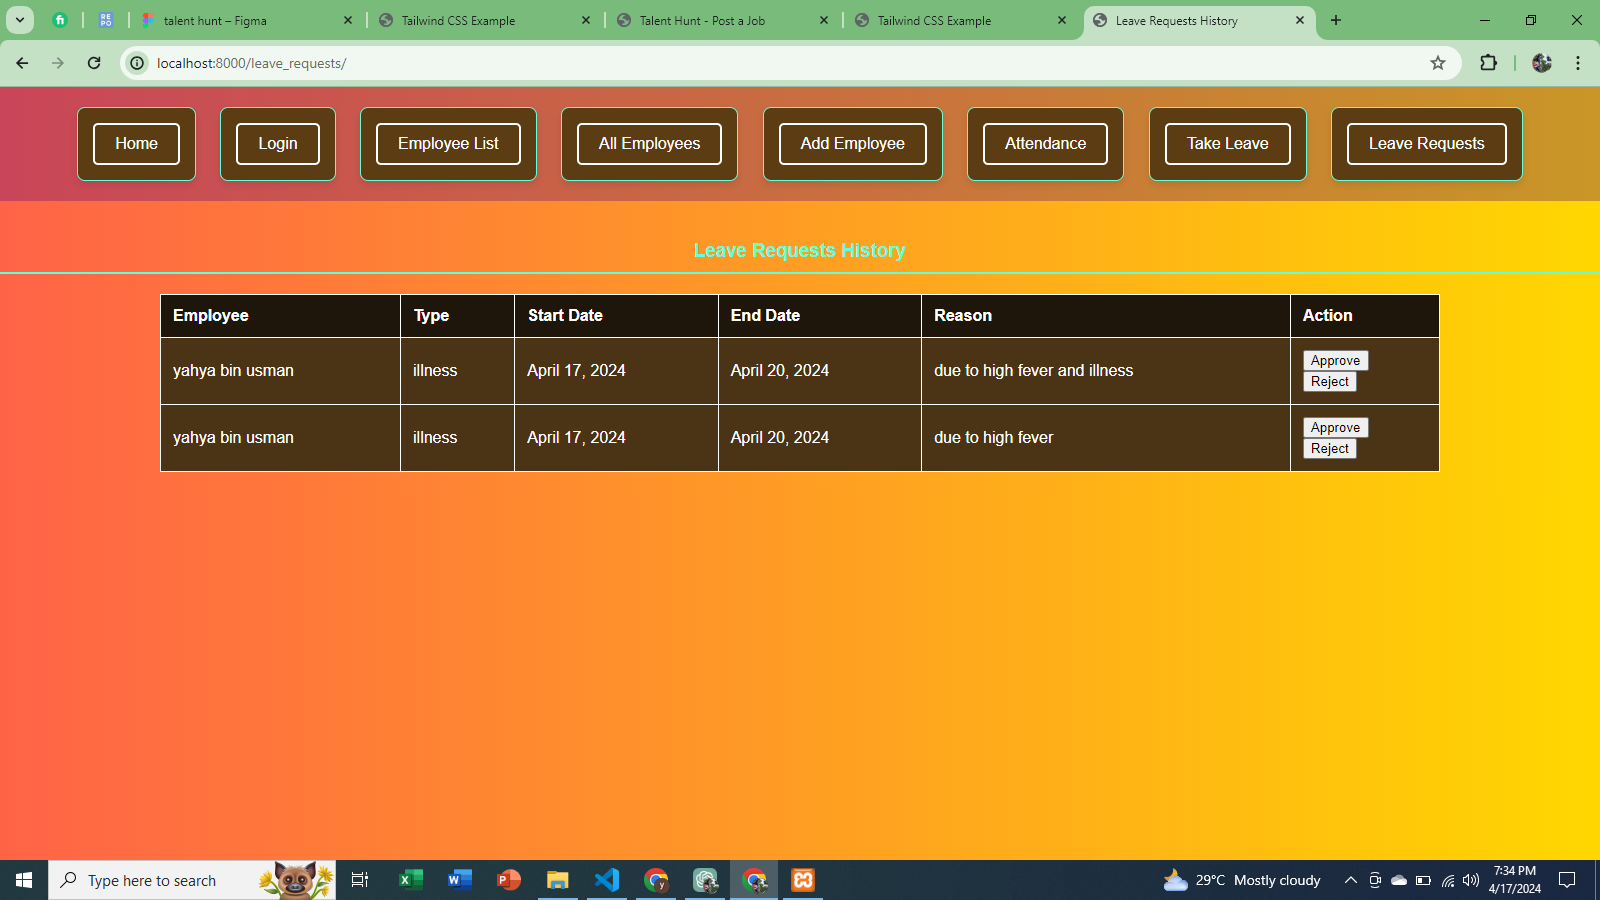 talent hunt – Figma
Tailwind CSS Example
Talent Hunt - Post a Job
Tailwind CSS Example
Leave Requests History
localhost:8000/leave_requests/
Home
Login
Employee List
All Employees
Add Employee
Attendance
Take Leave
Leave Requests
Leave Requests History
Employee Type Start Date End Date Reason Action
yahya bin usman illness April 17, 2024 April 20, 2024 due to high fever and illness Approve
Reject
yahya bin usman illness April 17, 2024 April 20, 2024 due to high fever Approve
Reject
Type here to search
29°C Mostly cloudy
7:34 PM
4/17/2024